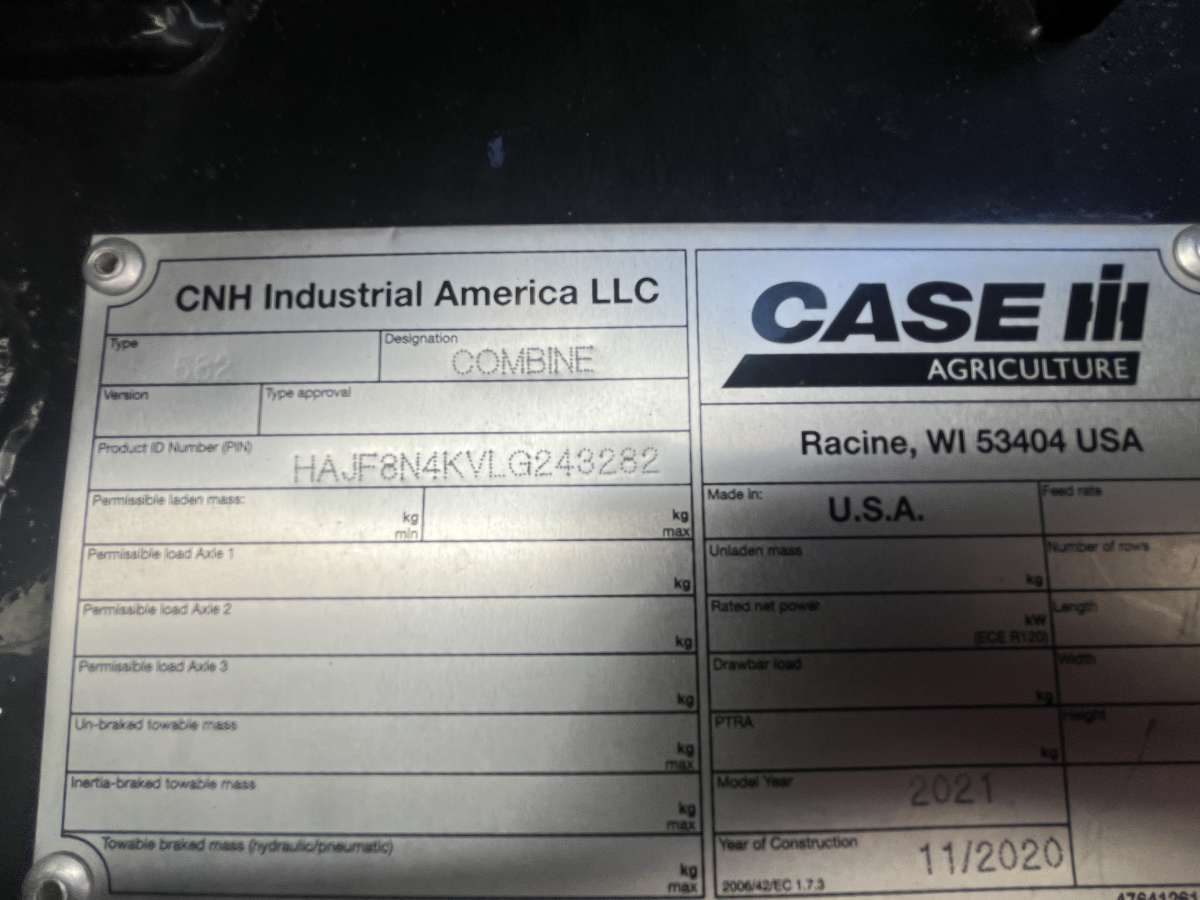 CNH Industrial America LLC
Type
Designation
COMBINE
Version
Type approval
Product ID Number (PIN)
HAJF8N4KVLG243282
Permissible laden mass:
kg
min
kg
max
Permissible load Axle 1
kg
Permissible load Axle 2
kg
Permissible load Axle 3
kg
Un-braked towable mass
kg
max
Inertia-braked towable mass
kg
max
Towable braked mass (hydraulic/pneumatic)
kg
max
CASE IH
AGRICULTURE
Racine, WI 53404 USA
Made in:
U.S.A.
Feed rate
Unladen mass
kg
Number of rows
Rated net power
kW
(ECE R120)
Length
Drawbar load
kg
Width
PTRA
kg
Height
Model Year
2021
Year of Construction
11/2020
2006/42/EC 1.7.3